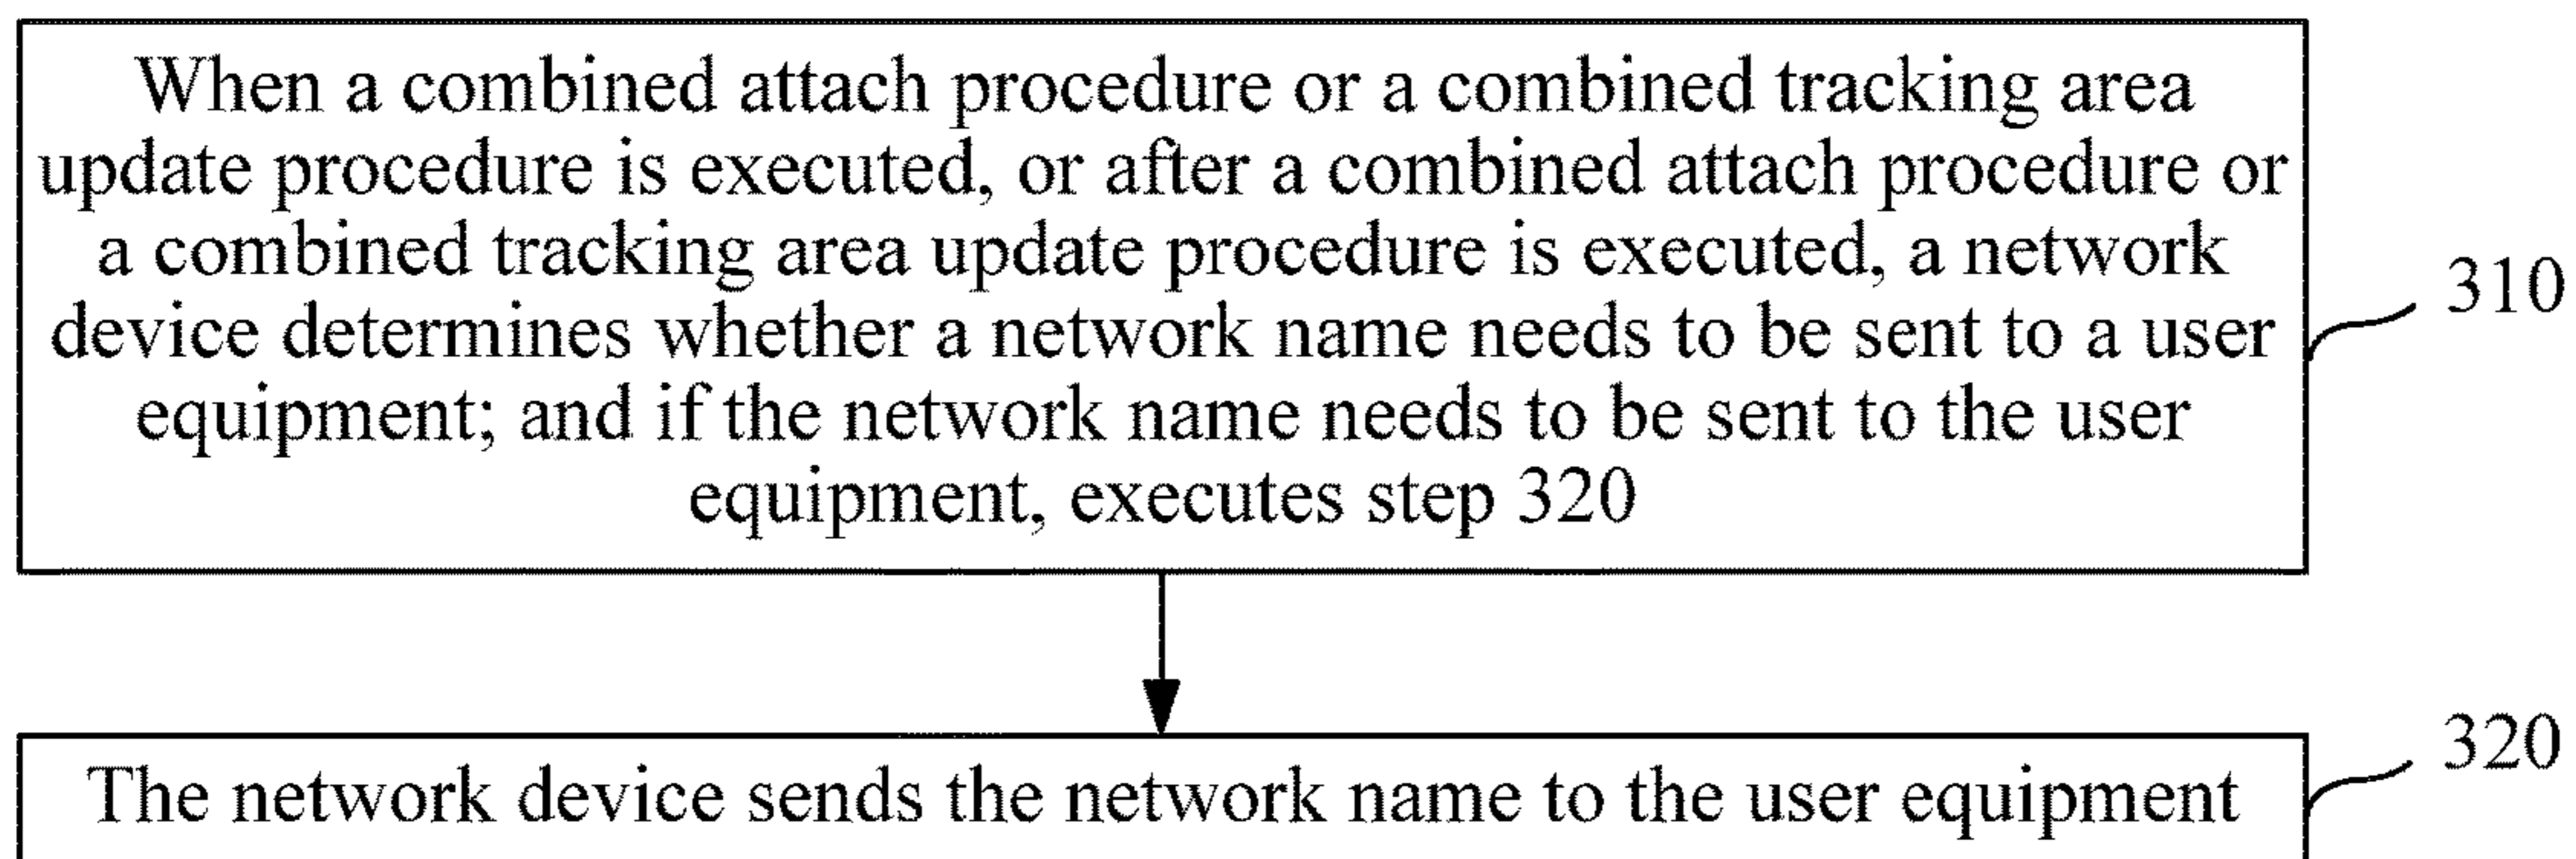 When a combined attach procedure or a combined tracking area
update procedure is executed, or after a combined attach procedure or
a combined tracking area update procedure is executed, a network
device determines whether a network name needs to be sent to a user
equipment; and if the network name needs to be sent to the user
equipment, executes step 320
310
The network device sends the network name to the user equipment
320